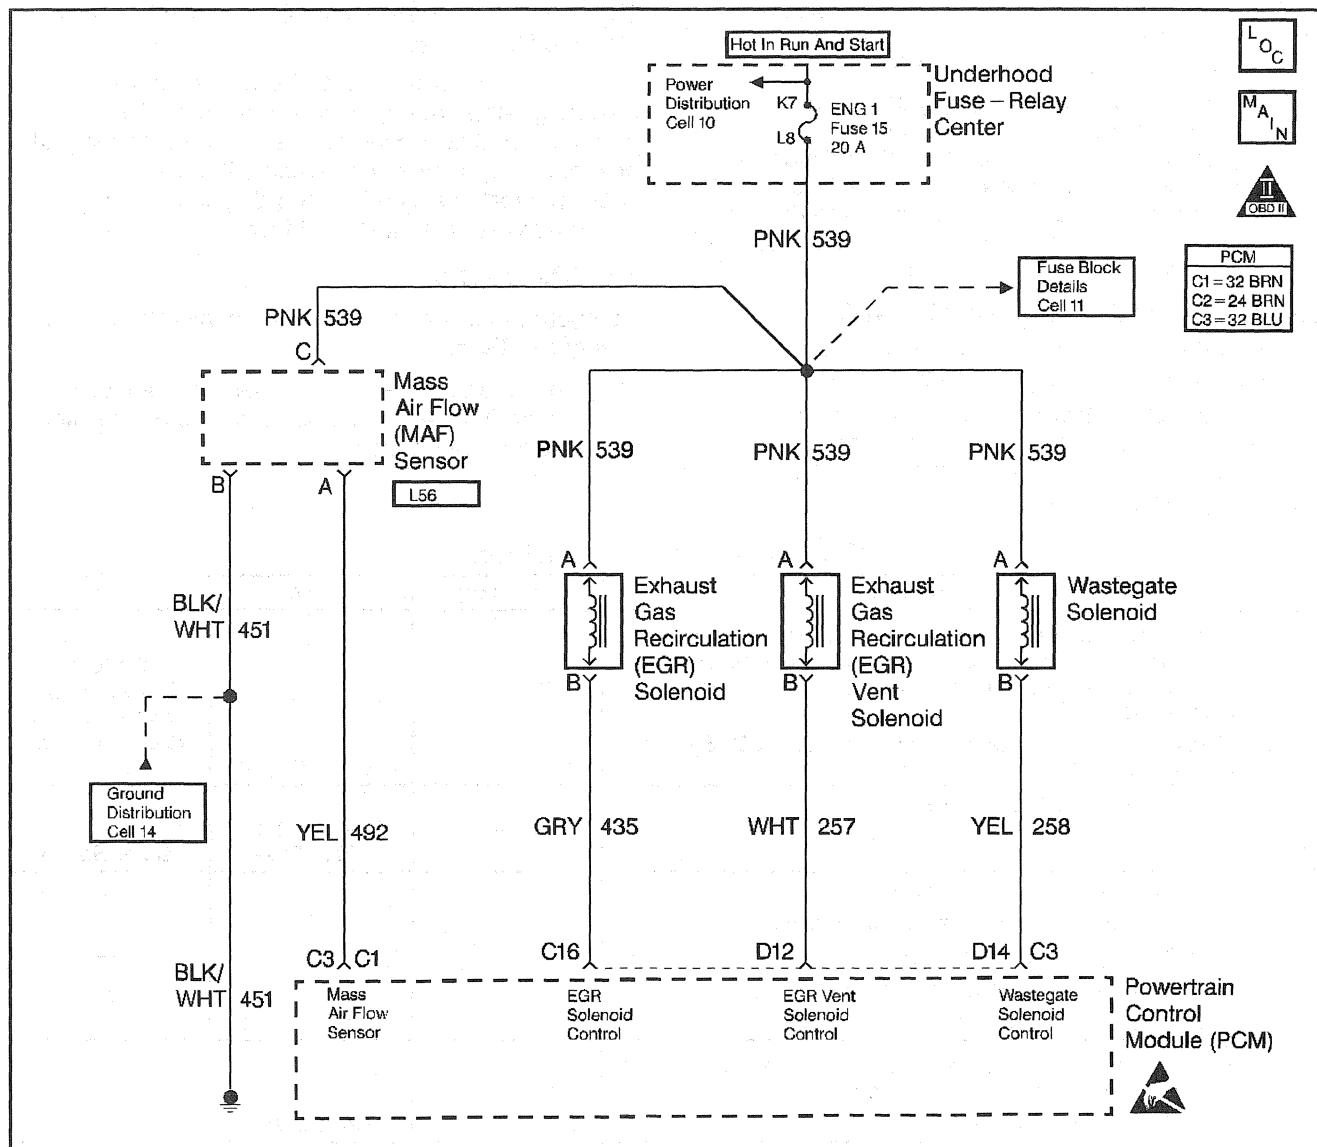 Hot In Run And Start
L
O
C
Power
Distribution
Cell 10
K7
L8
ENG 1
Fuse 15
20 A
Underhood
Fuse – Relay
Center
M
A
I
N
II
OBD II
PNK 539
Fuse Block
Details
Cell 11
PCM
C1=32 BRN
C2=24 BRN
C3=32 BLU
PNK 539
C
Mass
Air Flow
(MAF)
Sensor
L56
B
A
PNK 539
PNK 539
PNK 539
A
Exhaust
Gas
Recirculation
(EGR)
Solenoid
B
A
Exhaust
Gas
Recirculation
(EGR)
Vent
Solenoid
B
A
Wastegate
Solenoid
B
BLK/
WHT 451
Ground
Distribution
Cell 14
YEL 492
GRY 435
WHT 257
YEL 258
BLK/
WHT 451
C3 C1
C16
D12
D14 C3
Mass
Air Flow
Sensor
EGR
Solenoid
Control
EGR Vent
Solenoid
Control
Wastegate
Solenoid
Control
Powertrain
Control
Module (PCM)